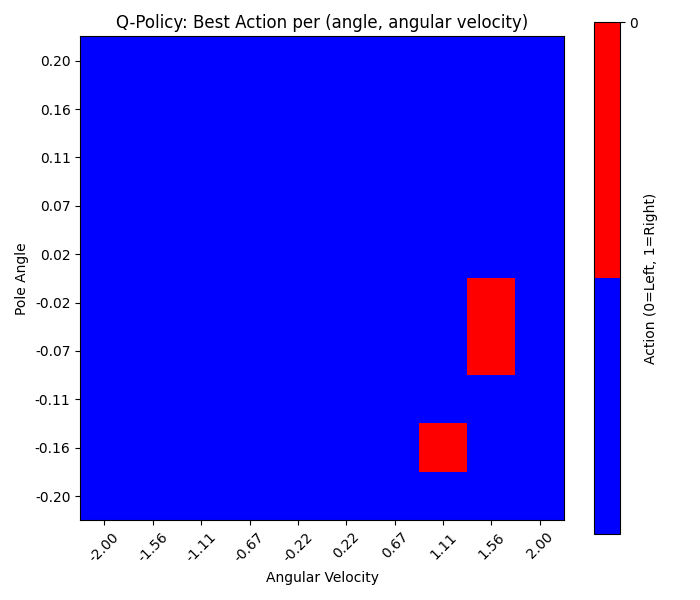 Q-Policy: Best Action per (angle, angular velocity)
0
0.20
0.16
0.11
0.07
0.02
-0.02
-0.07
-0.11
-0.16
-0.20
Pole Angle
-2.00 -1.56 -1.11 -0.67 -0.22 0.22 0.67 1.11 1.56 2.00
Angular Velocity
Action (0=Left, 1=Right)